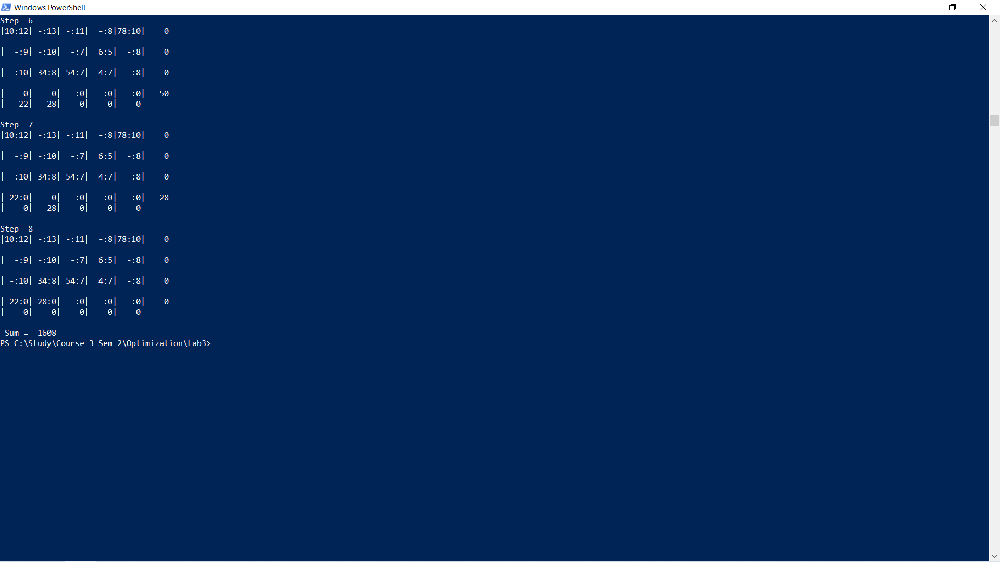 Windows PowerShell
Step  6
|10:12| -:13| -:11|  -:8|78:10|    0
|  -:9| -:10|  -:7|  6:5|  -:8|    0
| -:10| 34:8| 54:7|  4:7|  -:8|    0
|    0|    0|  -:0|  -:0|  -:0|   50
|   22|   28|    0|    0|    0
Step  7
|10:12| -:13| -:11|  -:8|78:10|    0
|  -:9| -:10|  -:7|  6:5|  -:8|    0
| -:10| 34:8| 54:7|  4:7|  -:8|    0
| 22:0|    0|  -:0|  -:0|  -:0|   28
|    0|   28|    0|    0|    0
Step  8
|10:12| -:13| -:11|  -:8|78:10|    0
|  -:9| -:10|  -:7|  6:5|  -:8|    0
| -:10| 34:8| 54:7|  4:7|  -:8|    0
| 22:0| 28:0|  -:0|  -:0|  -:0|    0
|    0|    0|    0|    0|    0
 Sum =  1608
PS C:\Study\Course 3 Sem 2\Optimization\Lab3>